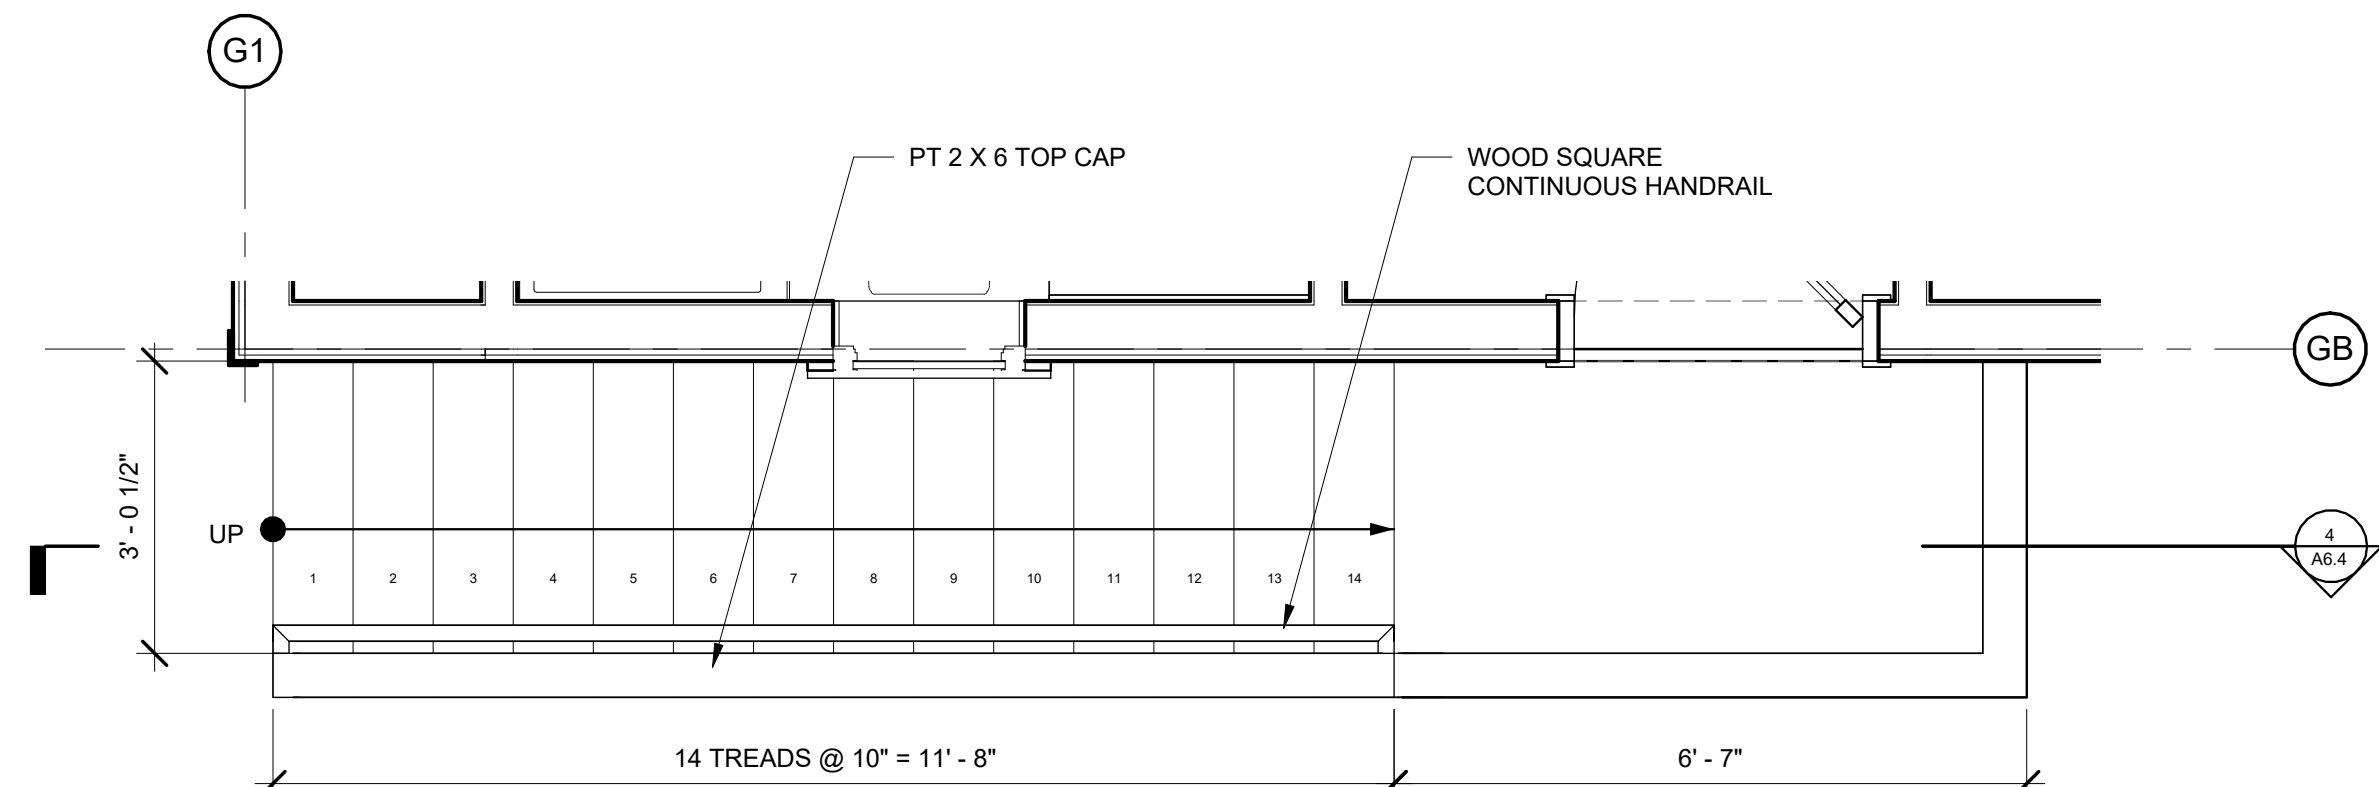 G1
PT 2 X 6 TOP CAP
WOOD SQUARE
CONTINUOUS HANDRAIL
GB
3' - 0 1/2"
UP
4
A6.4
1 2 3 4 5 6 7 8 9 10 11 12 13 14
14 TREADS @ 10" = 11' - 8"
6' - 7"